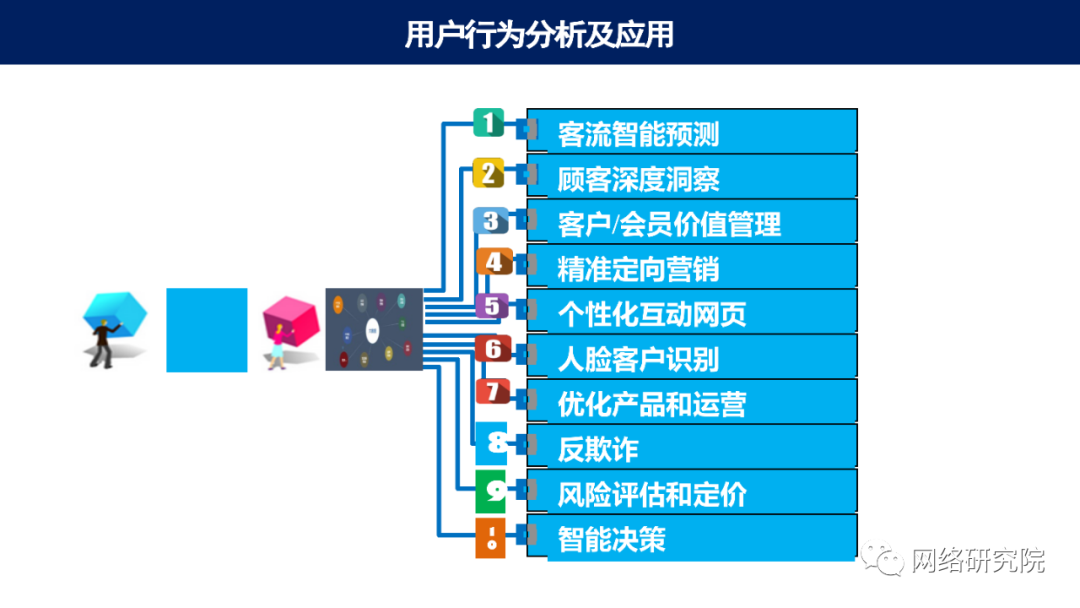 用户行为分析及应用
1 客流智能预测
2 顾客深度洞察
3 客户/会员价值管理
4 精准定向营销
5 个性化互动网页
6 人脸客户识别
7 优化产品和运营
8 反欺诈
9 风险评估和定价
10 智能决策
网络研究院